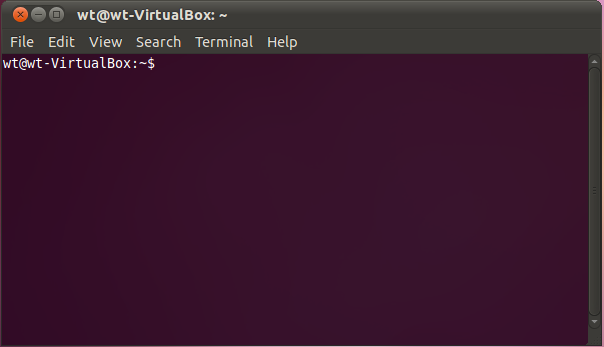 wt@wt-VirtualBox: ~
File Edit View Search Terminal Help
wt@wt-VirtualBox:~$